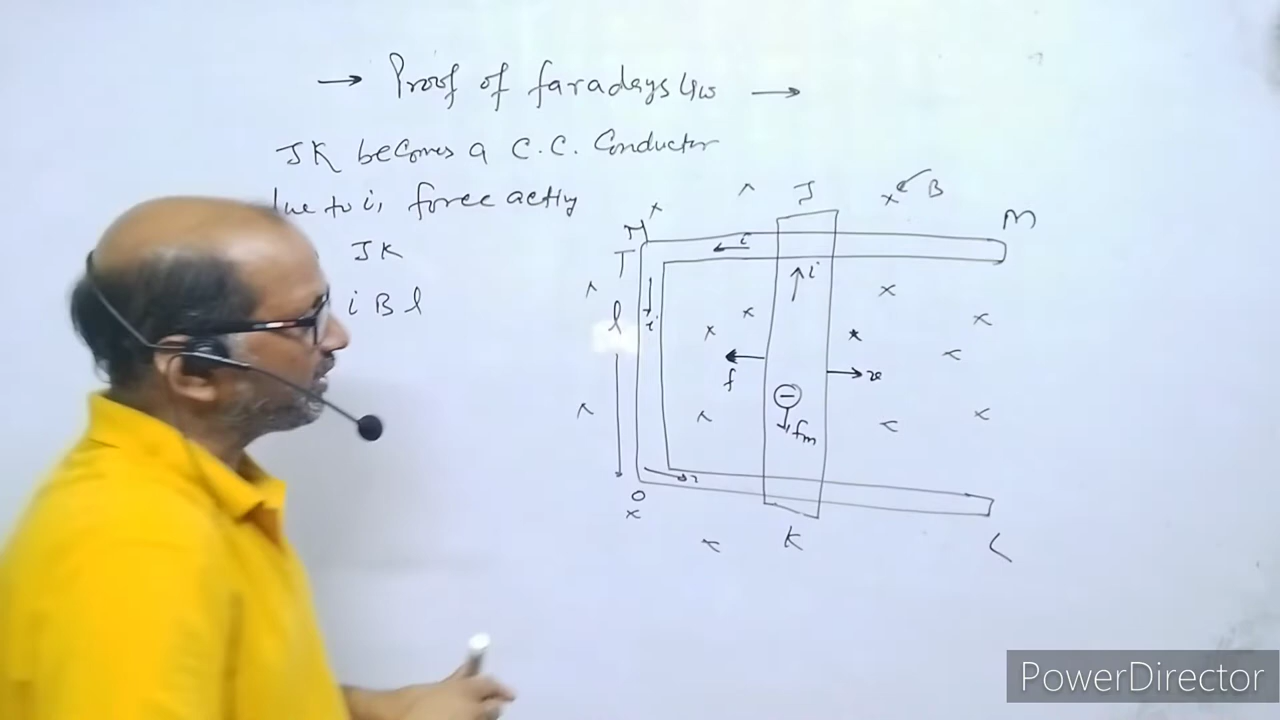 → Proof of faradays Law →
JK becomes a C.C. Conductor
due to i, force acting
JK
i B l
J
B
M
i
T
i
l
i
f
v
fm
O
K
L
PowerDirector